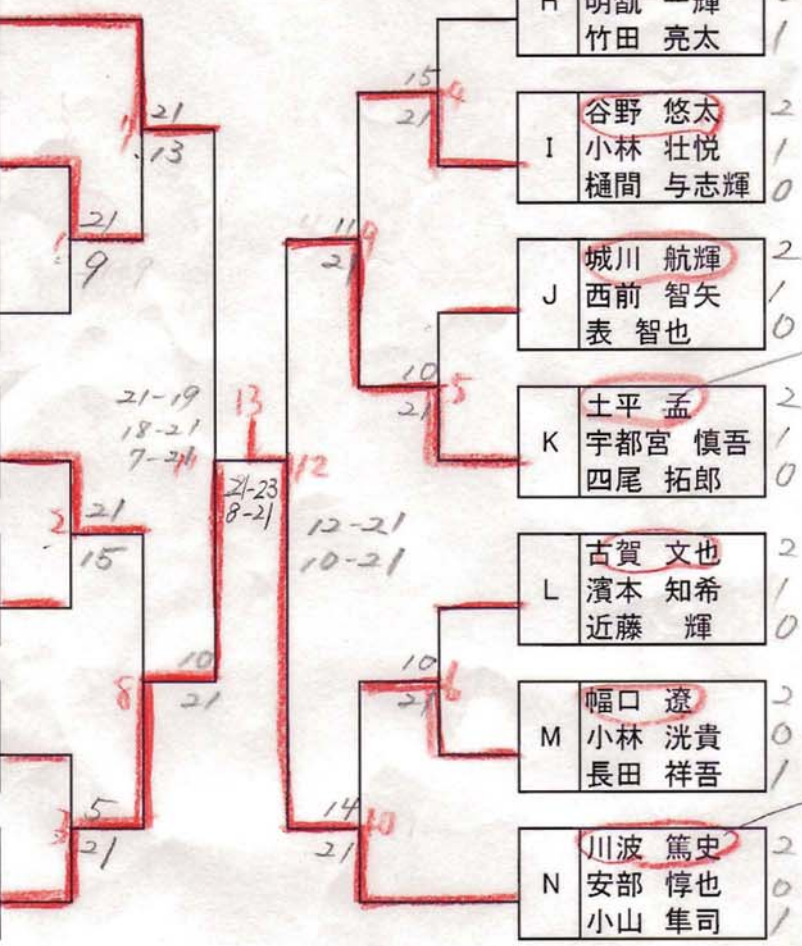 H
明
一輝
竹田 亮太
1
I
谷野 悠太 2
小林 壮悦 1
樋間 与志輝 0
J
城川 航輝 2
西前 智矢 1
表 智也 0
K
土平 孟 2
宇都宮 慎吾 1
四尾 拓郎 0
L
古賀 文也 2
濱本 知希 1
近藤 輝 0
M
幅口 遼 2
小林 洸貴 0
長田 祥吾 1
N
川波 篤史 2
安部 惇也 0
小山 隼司 1
15
4
21
11
9
21
10
5
21
10
6
21
14
10
21
12
12-21
10-21
13
21-23
8-21
21-19
18-21
7-21
11
21
7
13
21
1
9
21
2
15
10
8
21
5
3
21